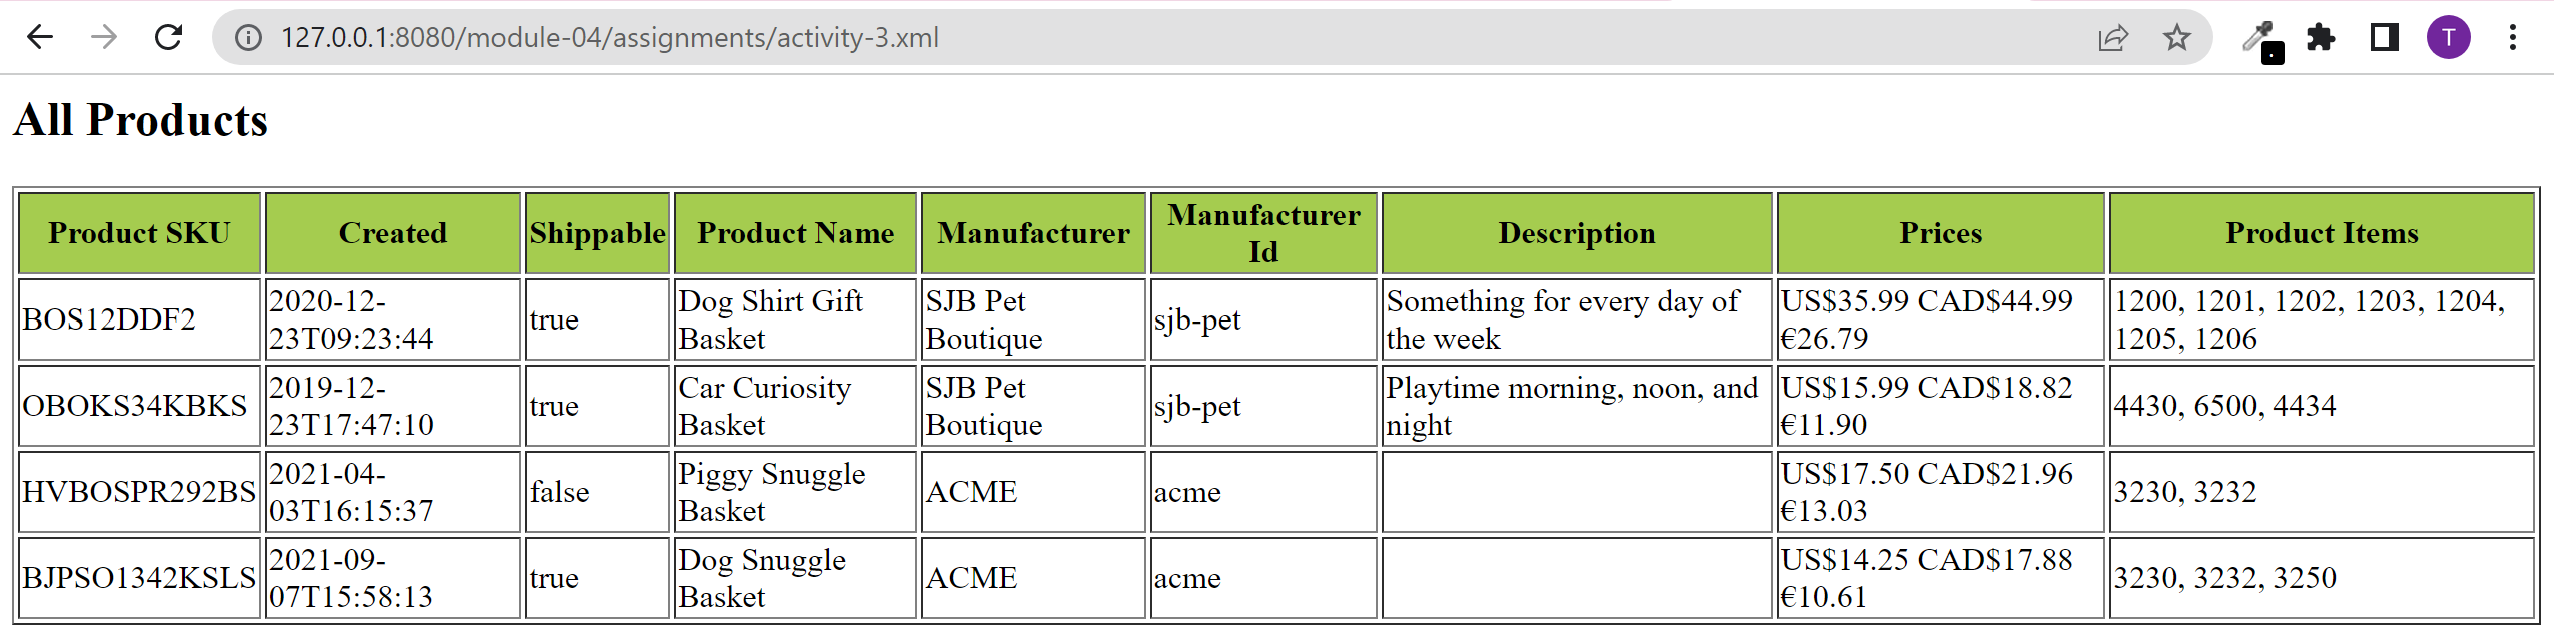 127.0.0.1:8080/module-04/assignments/activity-3.xml
T
All Products
Product SKU Created Shippable Product Name Manufacturer Manufacturer Id Description Prices Product Items
BOS12DDF2 2020-12-23T09:23:44 true Dog Shirt Gift Basket SJB Pet Boutique sjb-pet Something for every day of the week US$35.99 CAD$44.99 €26.79 1200, 1201, 1202, 1203, 1204, 1205, 1206
OBOKS34KBKS 2019-12-23T17:47:10 true Car Curiosity Basket SJB Pet Boutique sjb-pet Playtime morning, noon, and night US$15.99 CAD$18.82 €11.90 4430, 6500, 4434
HVBOSPR292BS 2021-04-03T16:15:37 false Piggy Snuggle Basket ACME acme US$17.50 CAD$21.96 €13.03 3230, 3232
BJPSO1342KSLS 2021-09-07T15:58:13 true Dog Snuggle Basket ACME acme US$14.25 CAD$17.88 €10.61 3230, 3232, 3250